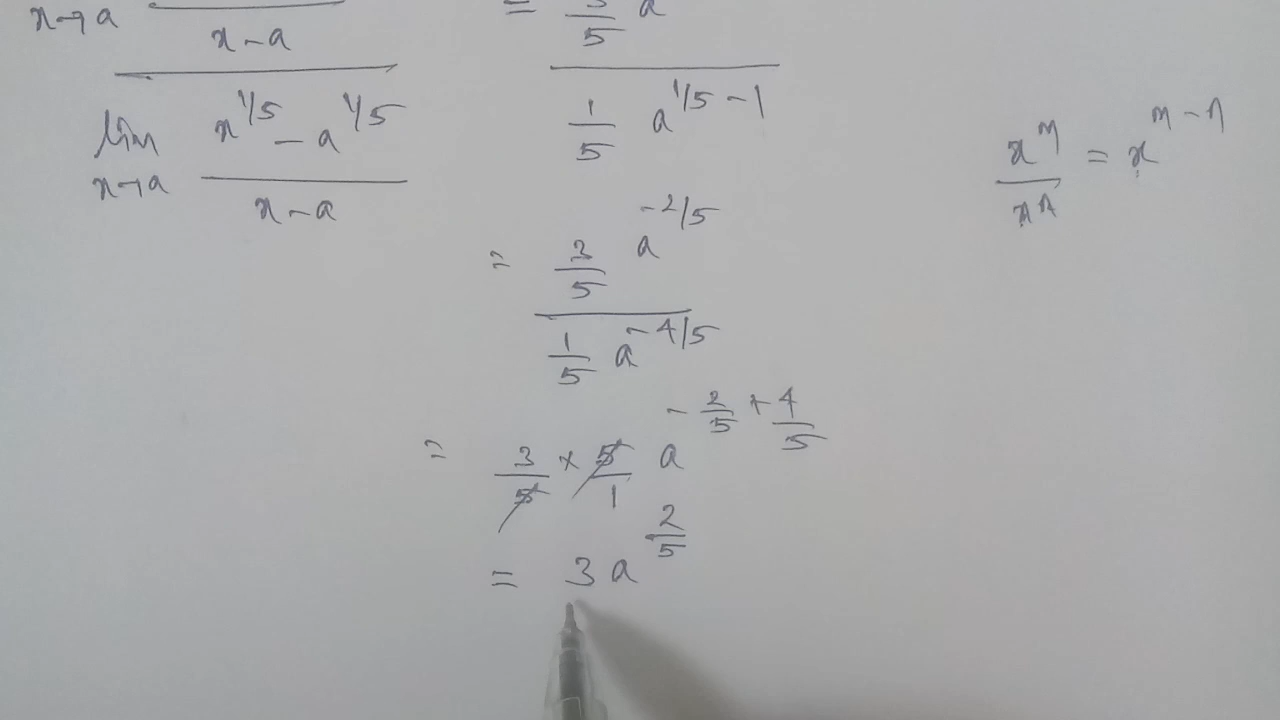 x→a x-a = 3/5 a
lim x→a (x^1/5 - a^1/5)/(x-a)
1/5 a^1/5-1
x^m/x^n = x^m-n
= 3/5 a^-2/5
1/5 a^-4/5
= 3/5 × 5/1 a^-2/5+4/5
= 3a^2/5